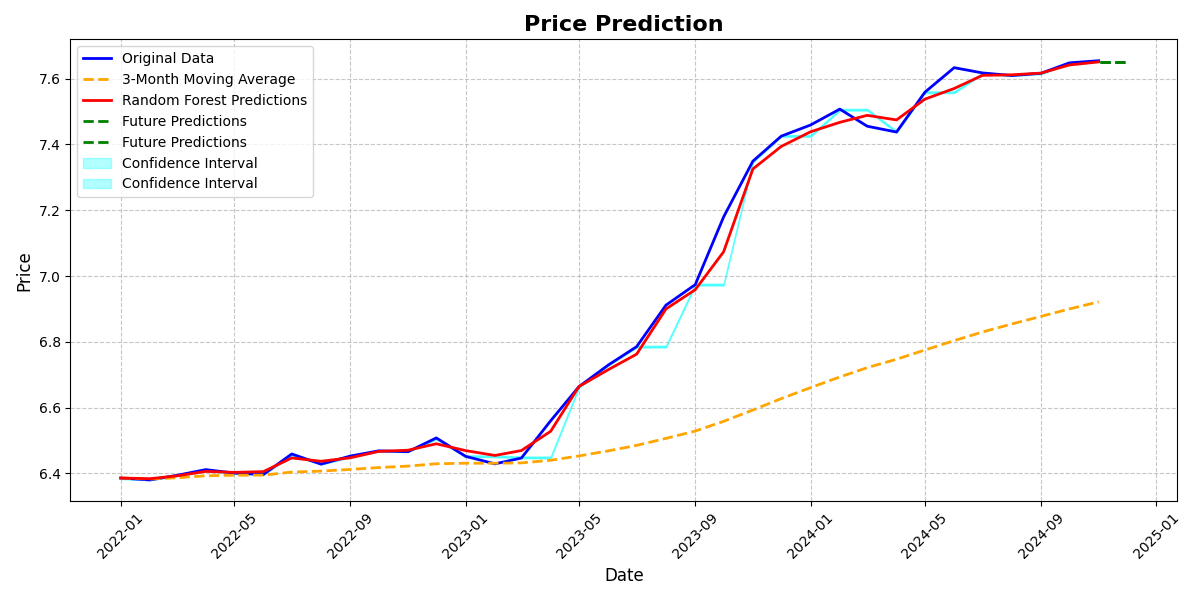 Price Prediction
Original Data
3-Month Moving Average
Random Forest Predictions
Future Predictions
Future Predictions
Confidence Interval
Confidence Interval
Price
7.6
7.4
7.2
7.0
6.8
6.6
6.4
2022-01
2022-05
2022-09
2023-01
2023-05
2023-09
2024-01
2024-05
2024-09
2025-01
Date